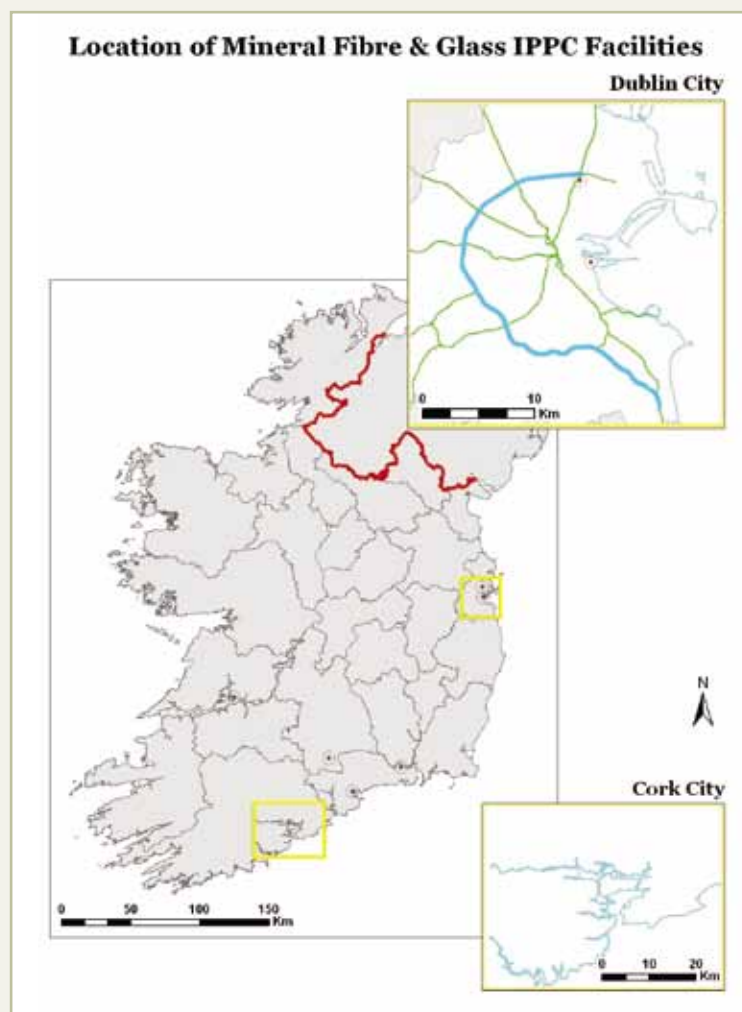 Location of Mineral Fibre & Glass IPPC Facilities
Dublin City
0 10
Km
N
Cork City
0 50 100 150
Km
0 10 20
Km